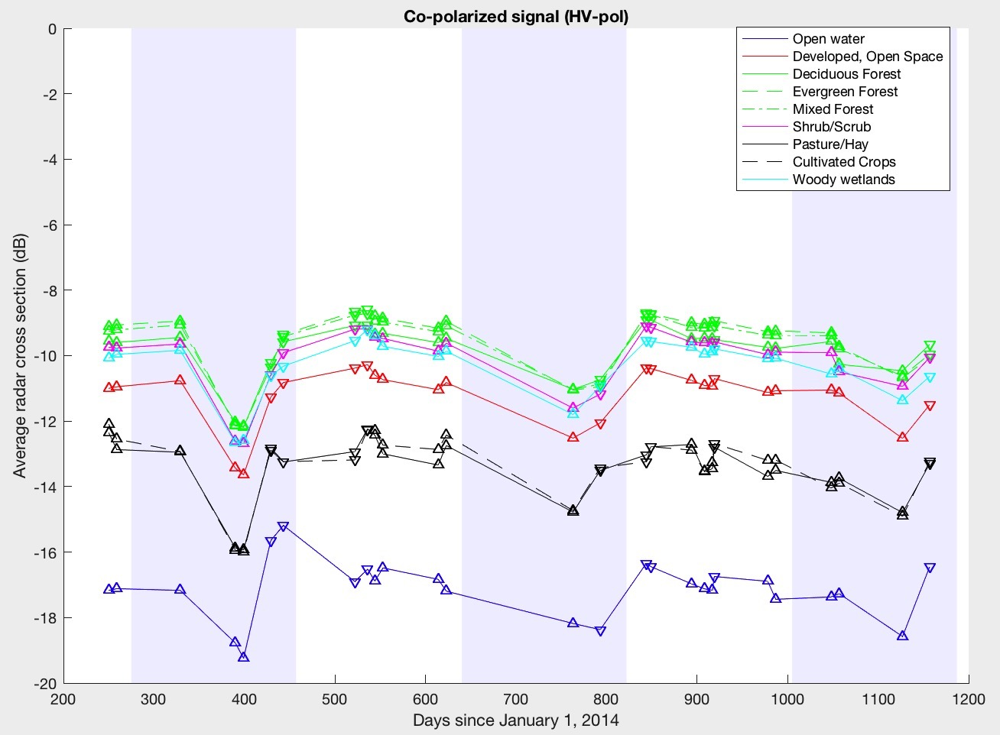 Co-polarized signal (HV-pol)
0
-2
-4
-6
-8
-10
-12
-14
-16
-18
-20
Average radar cross section (dB)
Open water
Developed, Open Space
Deciduous Forest
Evergreen Forest
Mixed Forest
Shrub/Scrub
Pasture/Hay
Cultivated Crops
Woody wetlands
200 300 400 500 600 700 800 900 1000 1100 1200
Days since January 1, 2014